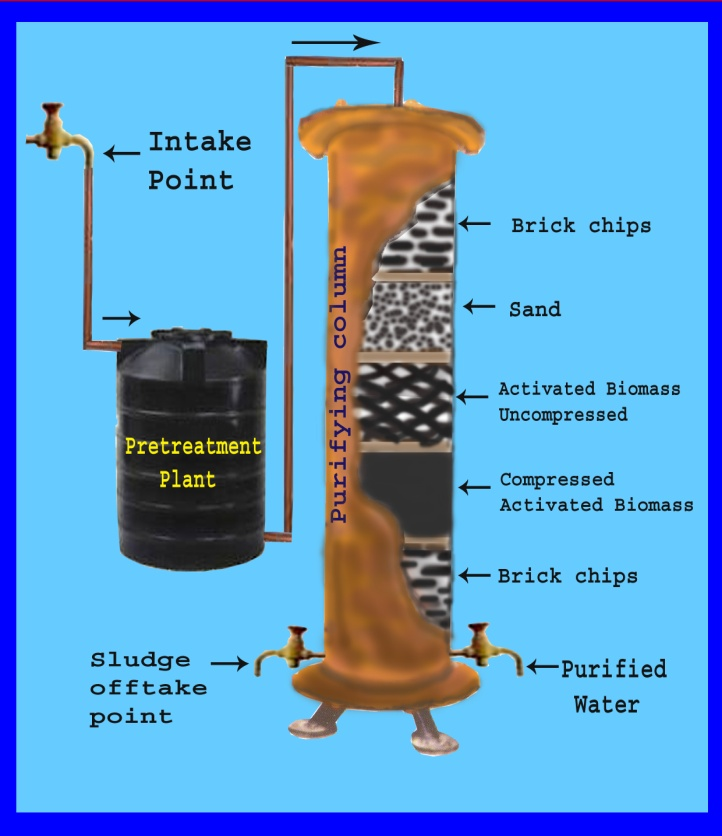 Intake
Point
Brick chips
Sand
Purifying column
Activated Biomass
Uncompressed
Pretreatment
Plant
Compressed
Activated Biomass
Brick chips
Sludge
offtake
point
Purified
Water